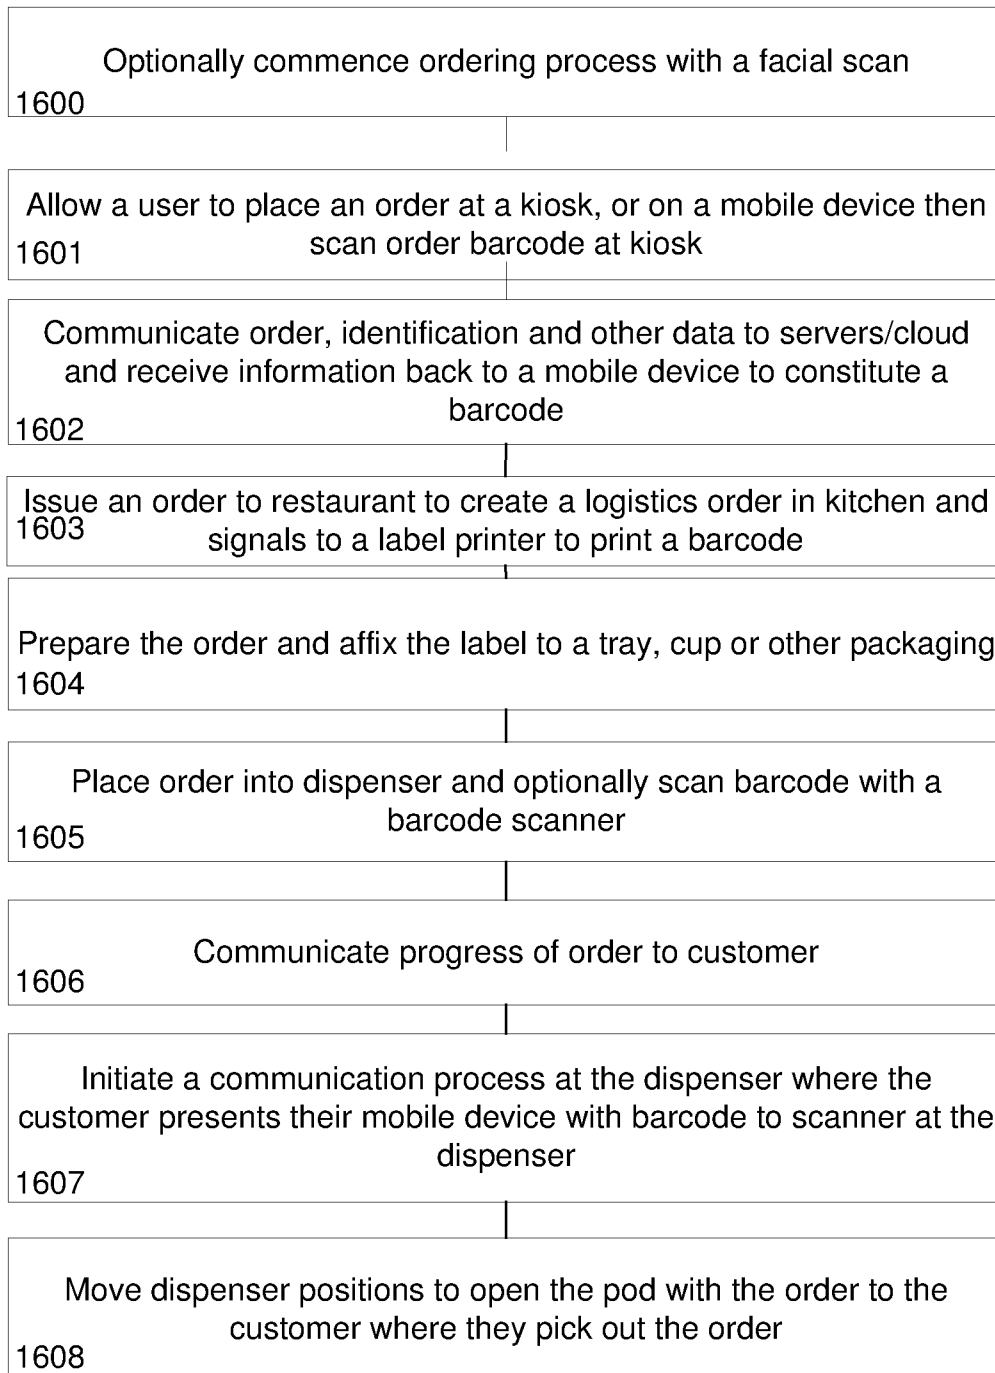 Optionally commence ordering process with a facial scan
1600
Allow a user to place an order at a kiosk, or on a mobile device then
scan order barcode at kiosk
1601
Communicate order, identification and other data to servers/cloud
and receive information back to a mobile device to constitute a
barcode
1602
Issue an order to restaurant to create a logistics order in kitchen and
signals to a label printer to print a barcode
1603
Prepare the order and affix the label to a tray, cup or other packaging
1604
Place order into dispenser and optionally scan barcode with a
barcode scanner
1605
Communicate progress of order to customer
1606
Initiate a communication process at the dispenser where the
customer presents their mobile device with barcode to scanner at the
dispenser
1607
Move dispenser positions to open the pod with the order to the
customer where they pick out the order
1608